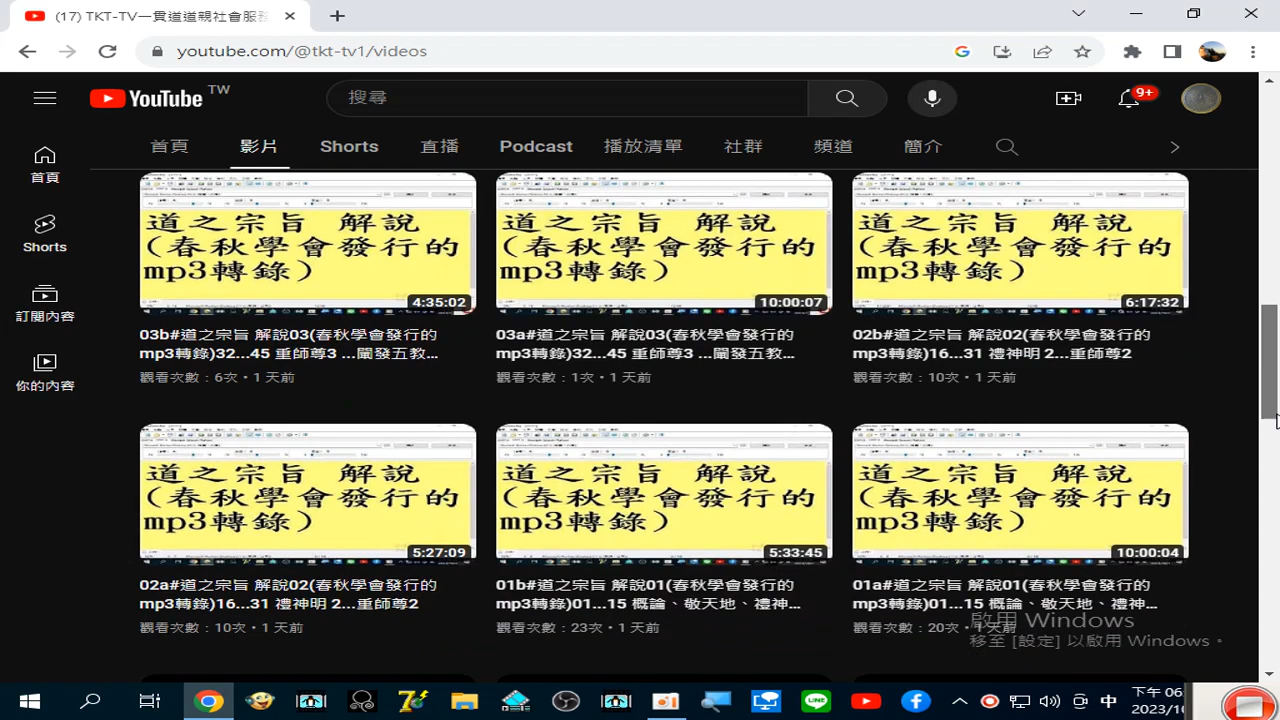 (17) TKT-TV一貫道道親社會服務
youtube.com/@tkt-tv1/videos
YouTube TW
搜尋
9+
首頁 影片 Shorts 直播 Podcast 播放清單 社群 頻道 簡介
首頁
Shorts
訂閱內容
你的內容
道之宗旨 解說
(春秋學會發行的
mp3轉錄)
4:35:02
03b#道之宗旨 解說03(春秋學會發行的
mp3轉錄)32...45 重師尊3 ...闡發五教...
觀看次數：6次・1 天前
道之宗旨 解說
(春秋學會發行的
mp3轉錄)
10:00:07
03a#道之宗旨 解說03(春秋學會發行的
mp3轉錄)32...45 重師尊3 ...闡發五教...
觀看次數：1次・1 天前
道之宗旨 解說
(春秋學會發行的
mp3轉錄)
6:17:32
02b#道之宗旨 解說02(春秋學會發行的
mp3轉錄)16...31 禮神明 2...重師尊2
觀看次數：10次・1 天前
道之宗旨 解說
(春秋學會發行的
mp3轉錄)
5:27:09
02a#道之宗旨 解說02(春秋學會發行的
mp3轉錄)16...31 禮神明 2...重師尊2
觀看次數：10次・1 天前
道之宗旨 解說
(春秋學會發行的
mp3轉錄)
5:33:45
01b#道之宗旨 解說01(春秋學會發行的
mp3轉錄)01...15 概論、敬天地、禮神...
觀看次數：23次・1 天前
道之宗旨 解說
(春秋學會發行的
mp3轉錄)
10:00:04
01a#道之宗旨 解說01(春秋學會發行的
mp3轉錄)01...15 概論、敬天地、禮神...
觀看次數：20次・1 天前
啟用 Windows
移至 [設定] 以啟用 Windows。
LINE
中
下午 06
2023/10